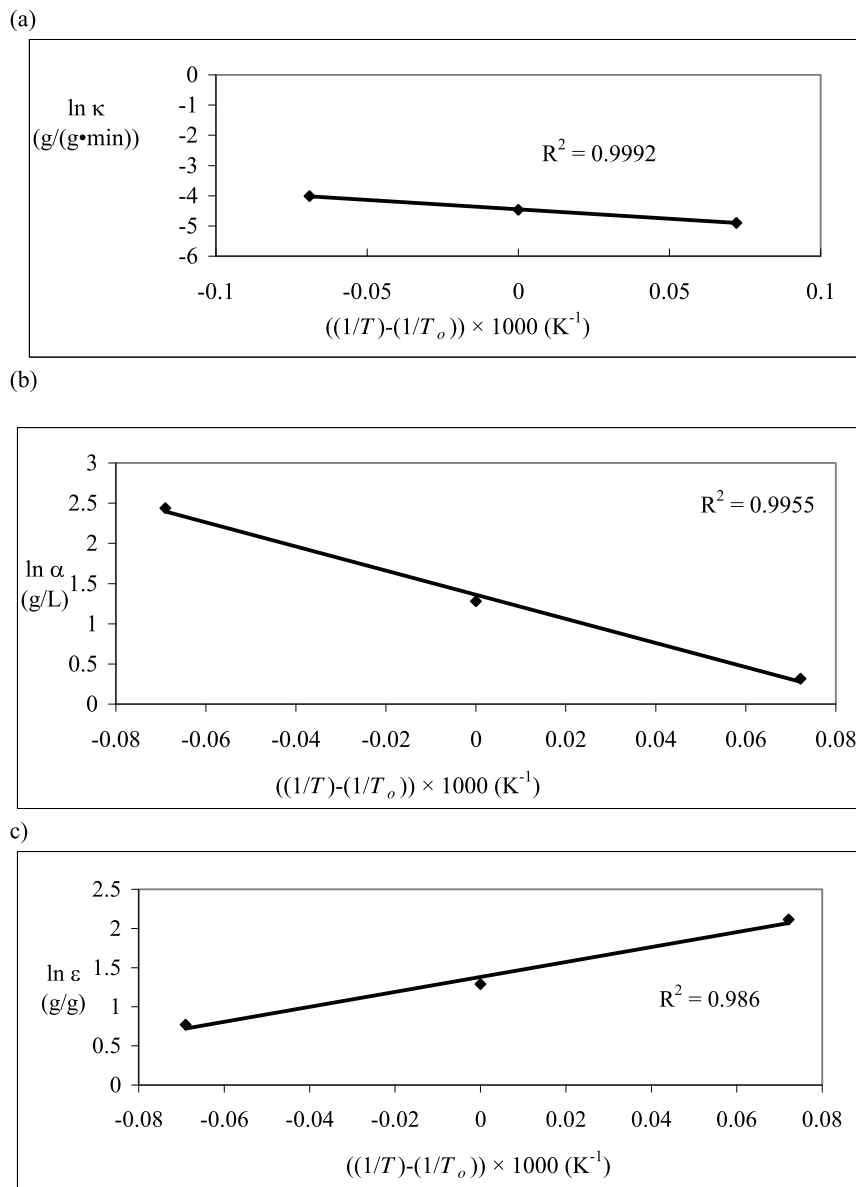 (a)
ln κ
(g/(g•min))
0
-1
-2
-3
-4
-5
-6
R² = 0.9992
-0.1 -0.05 0 0.05 0.1
((1/T)-(1/Tₒ)) × 1000 (K⁻¹)
(b)
ln α
(g/L)
3
2.5
2
1.5
1
0.5
0
R² = 0.9955
-0.08 -0.06 -0.04 -0.02 0 0.02 0.04 0.06 0.08
((1/T)-(1/Tₒ)) × 1000 (K⁻¹)
c)
ln ε
(g/g)
2.5
2
1.5
1
0.5
0
R² = 0.986
-0.08 -0.06 -0.04 -0.02 0 0.02 0.04 0.06 0.08
((1/T)-(1/Tₒ)) × 1000 (K⁻¹)